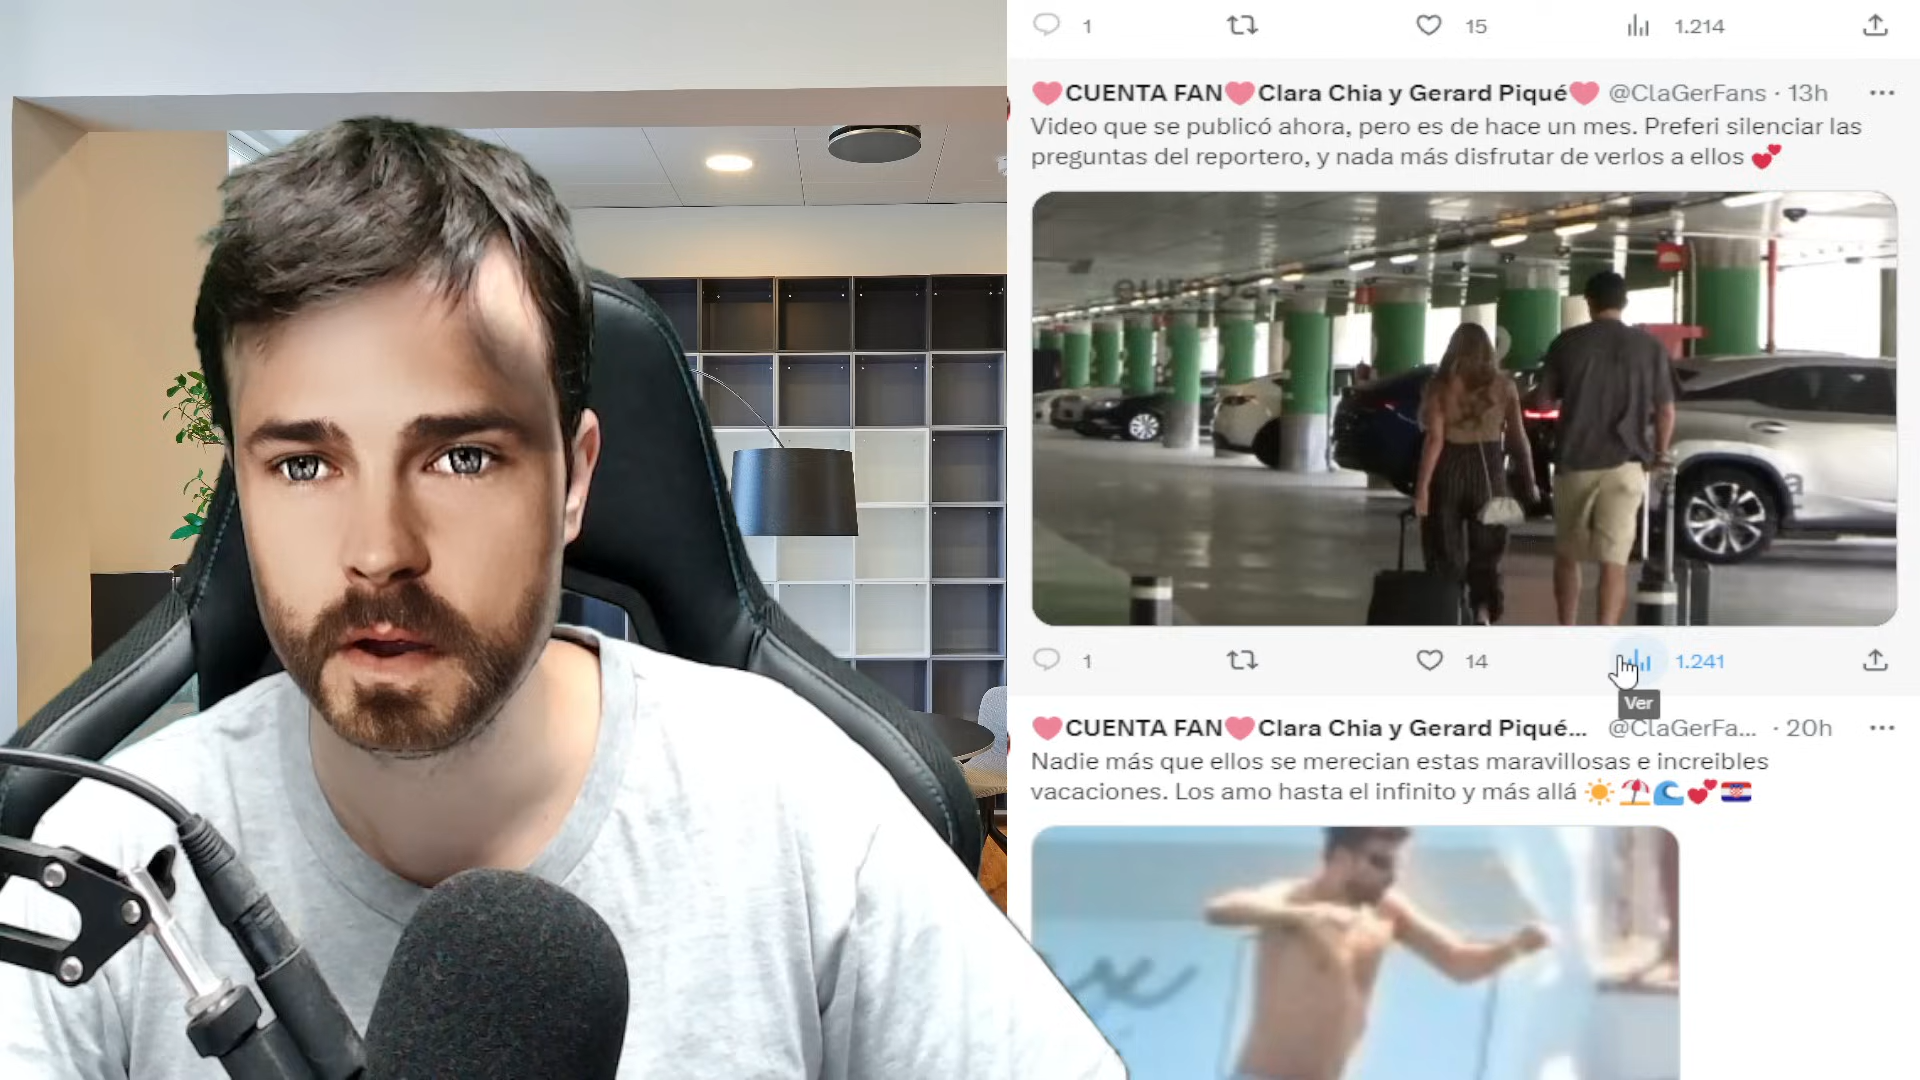 1 15 1.214
CUENTA FAN Clara Chia y Gerard Piqué @ClaGerFans · 13h
Video que se publicó ahora, pero es de hace un mes. Preferi silenciar las
preguntas del reportero, y nada más disfrutar de verlos a ellos
1 14 1.241
Ver
CUENTA FAN Clara Chia y Gerard Piqué... @ClaGerFa... · 20h
Nadie más que ellos se merecian estas maravillosas e increibles
vacaciones. Los amo hasta el infinito y más allá